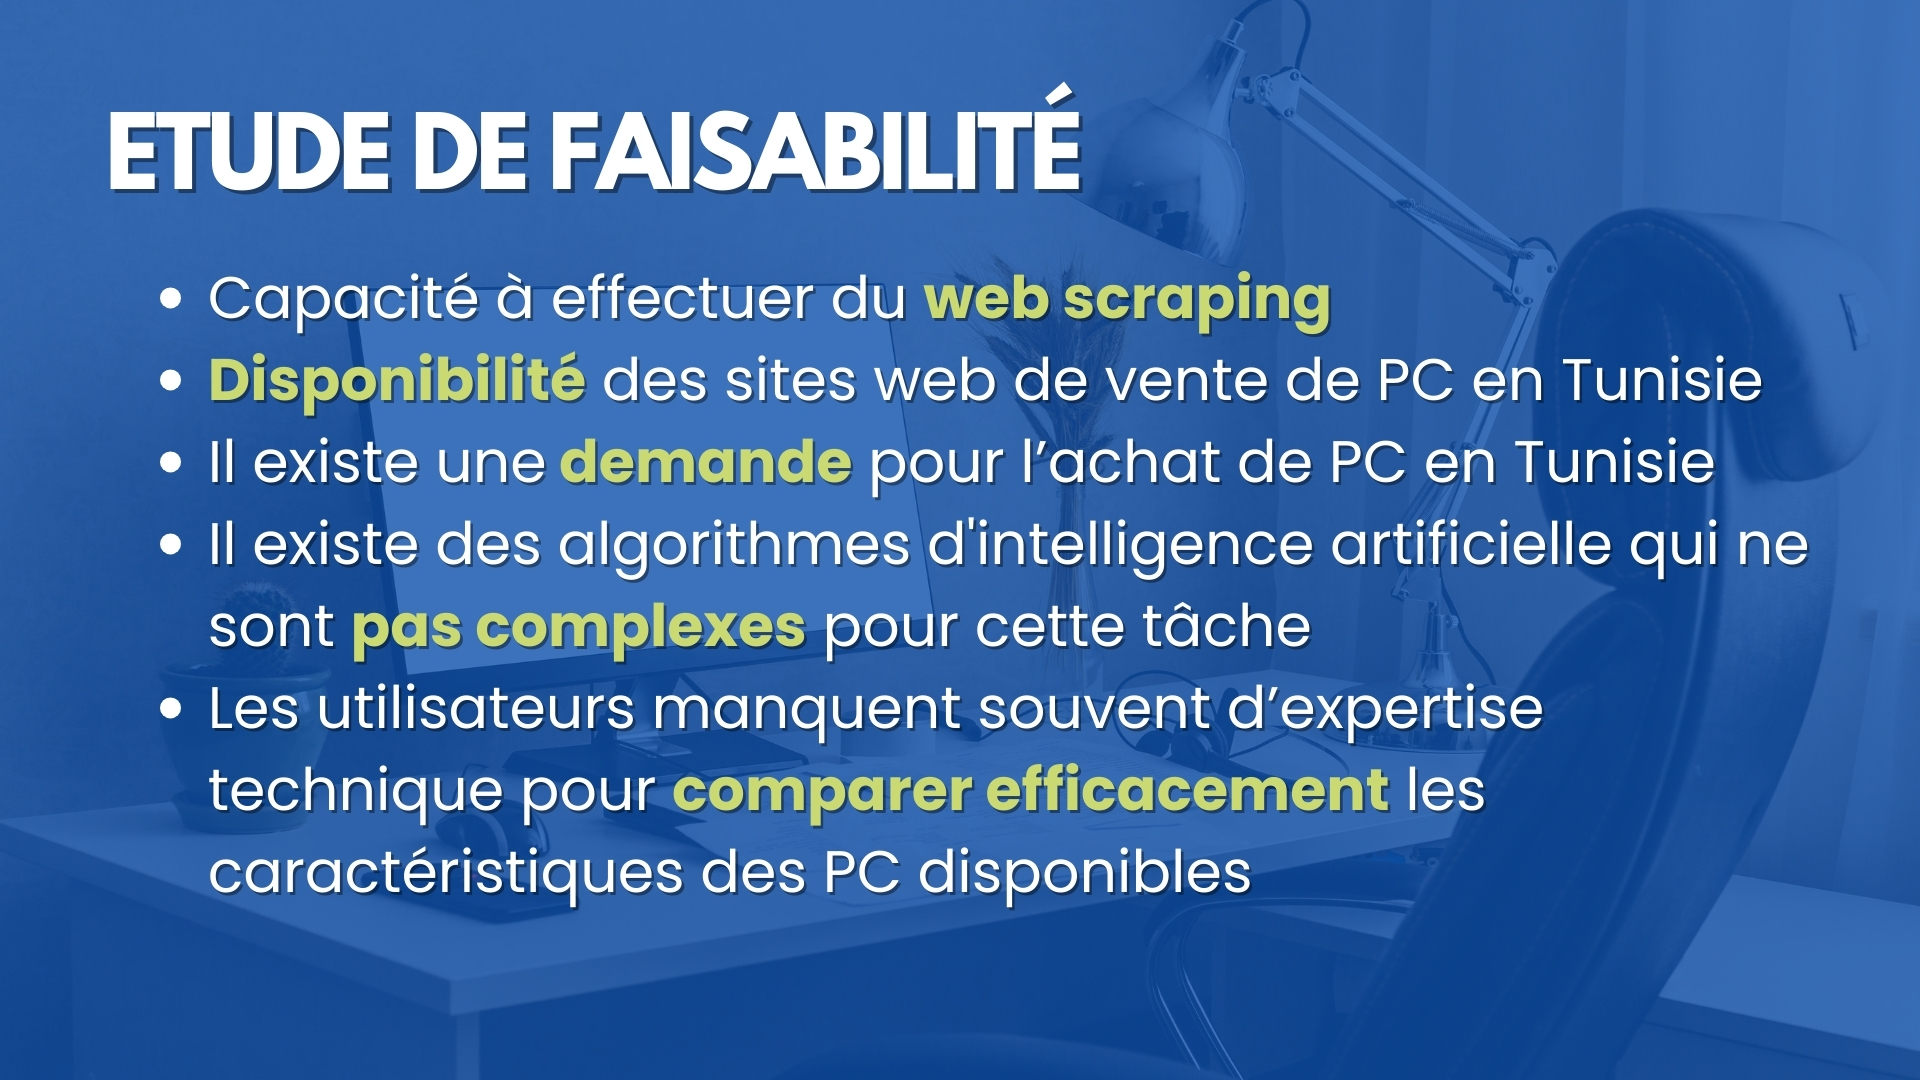 ETUDE DE FAISABILITÉ
• Capacité à effectuer du web scraping
• Disponibilité des sites web de vente de PC en Tunisie
• Il existe une demande pour l’achat de PC en Tunisie
• Il existe des algorithmes d'intelligence artificielle qui ne
sont pas complexes pour cette tâche
• Les utilisateurs manquent souvent d’expertise
technique pour comparer efficacement les
caractéristiques des PC disponibles